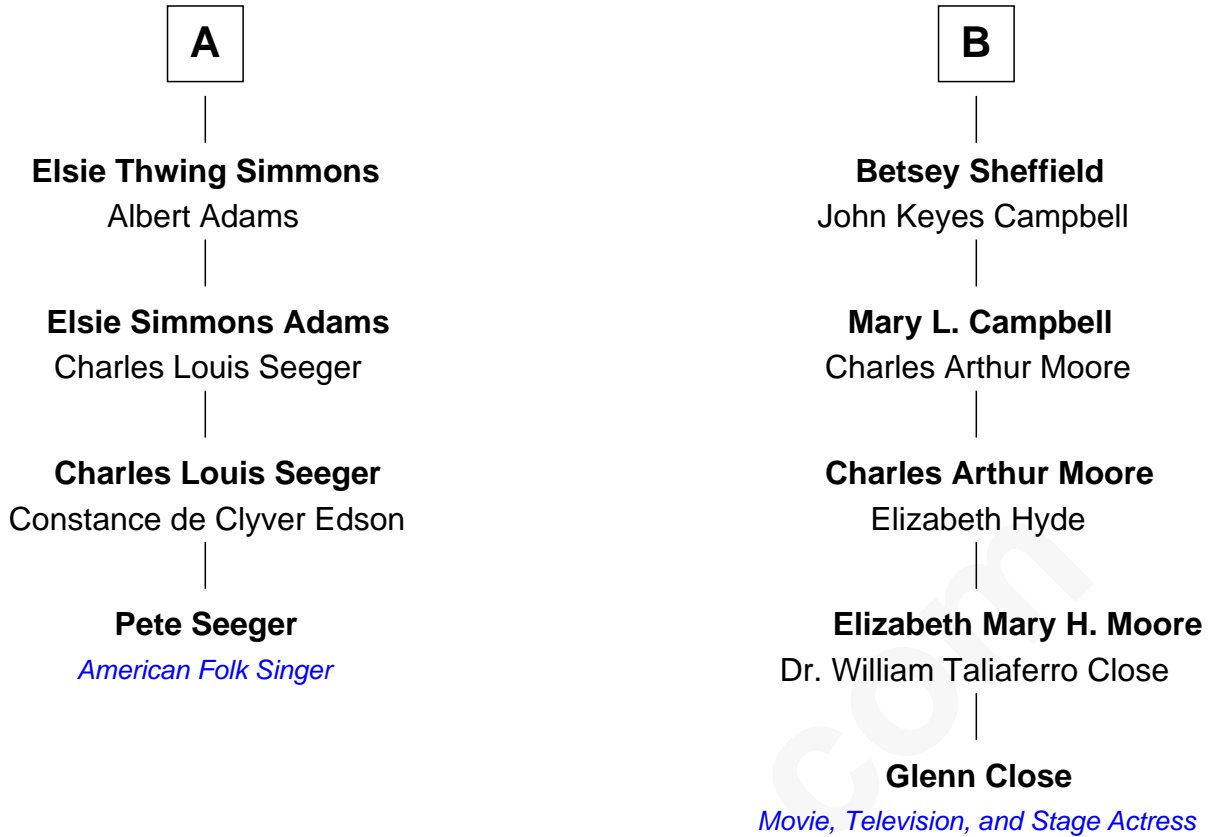 A
Elsie Thwing Simmons
Albert Adams
Elsie Simmons Adams
Charles Louis Seeger
Charles Louis Seeger
Constance de Clyver Edson
Pete Seeger
American Folk Singer
B
Betsey Sheffield
John Keyes Campbell
Mary L. Campbell
Charles Arthur Moore
Charles Arthur Moore
Elizabeth Hyde
Elizabeth Mary H. Moore
Dr. William Taliaferro Close
Glenn Close
Movie, Television, and Stage Actress
com